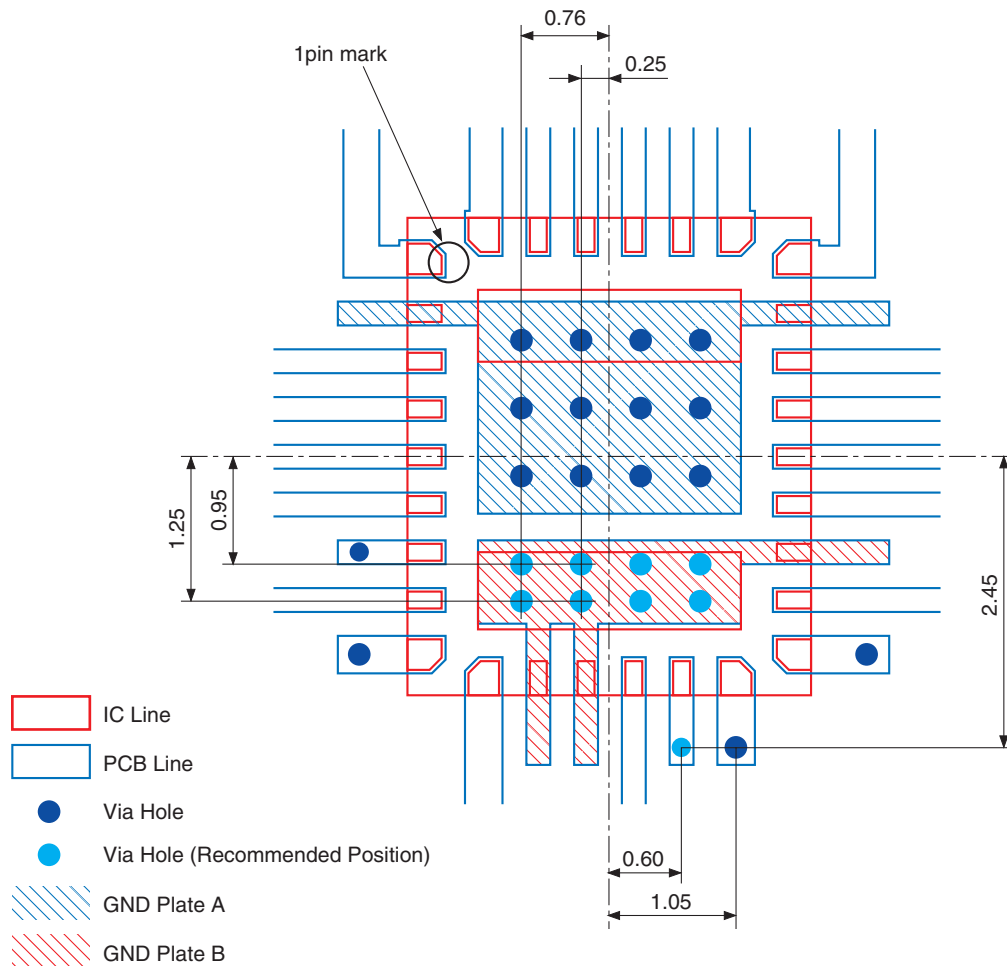 0.76
1pin mark
0.25
0.95
1.25
2.45
IC Line
PCB Line
Via Hole
Via Hole (Recommended Position)
0.60
GND Plate A
1.05
GND Plate B